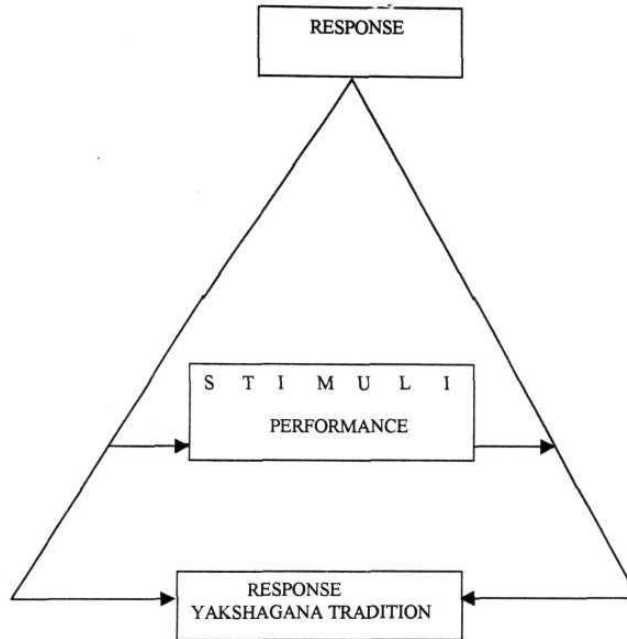 RESPONSE
S T I M U L I
PERFORMANCE
RESPONSE
YAKSHAGANA TRADITION